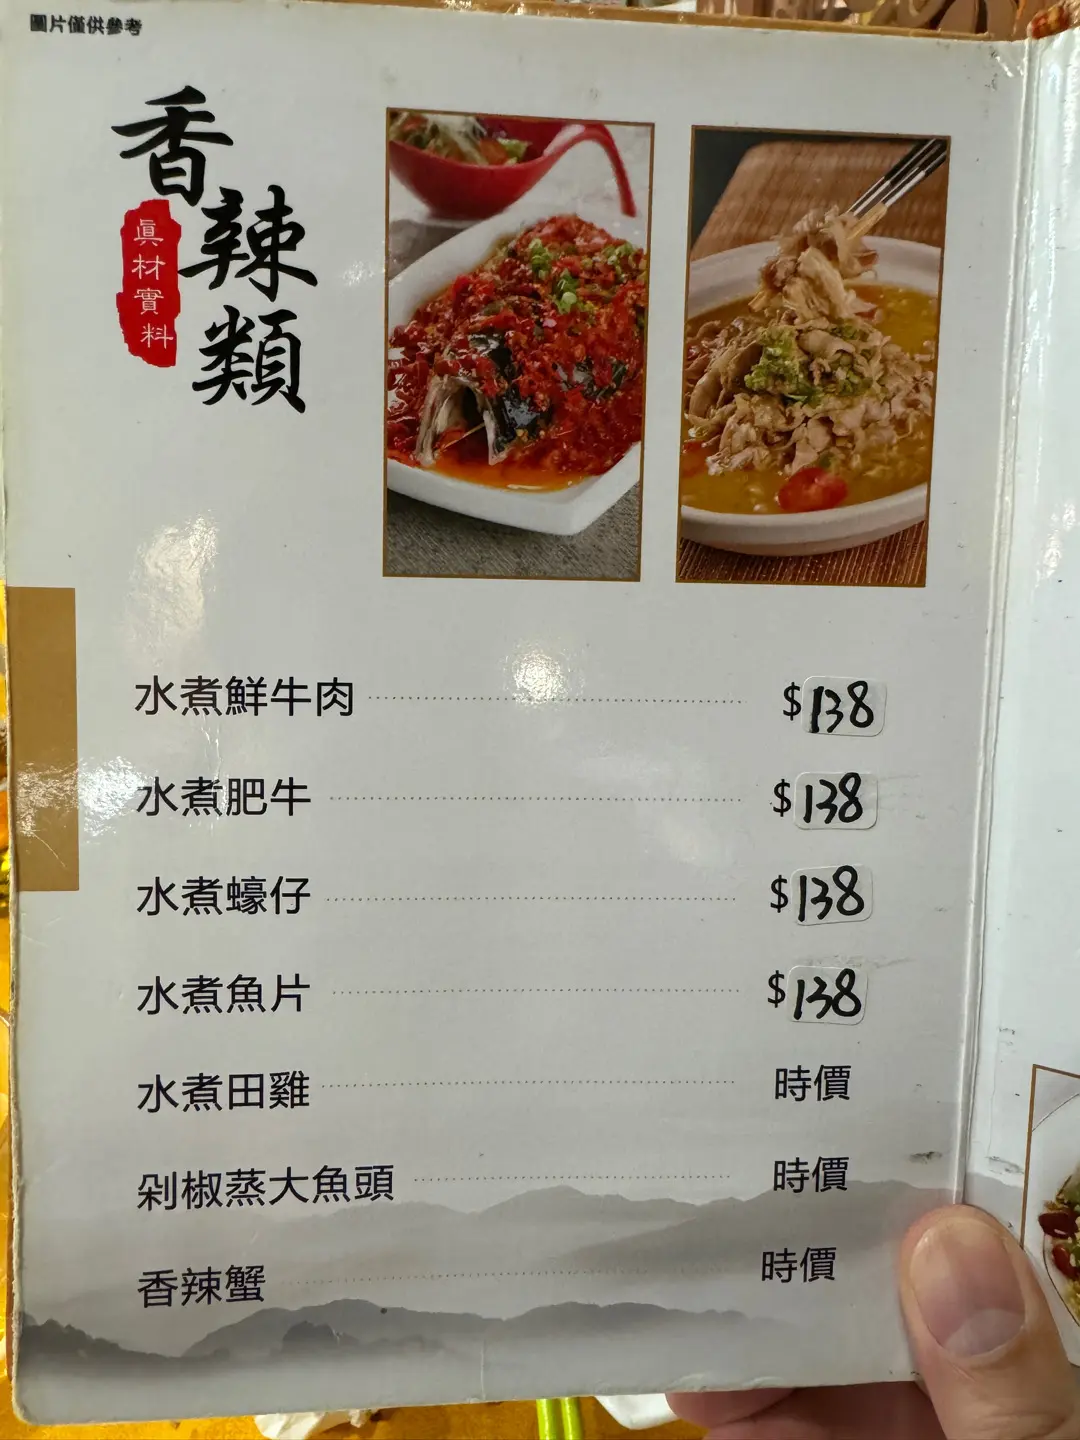 圖片僅供參考
香辣類
眞材實料
水煮鮮牛肉 $138
水煮肥牛 $138
水煮蠔仔 $138
水煮魚片 $138
水煮田雞 時價
剁椒蒸大魚頭 時價
香辣蟹 時價